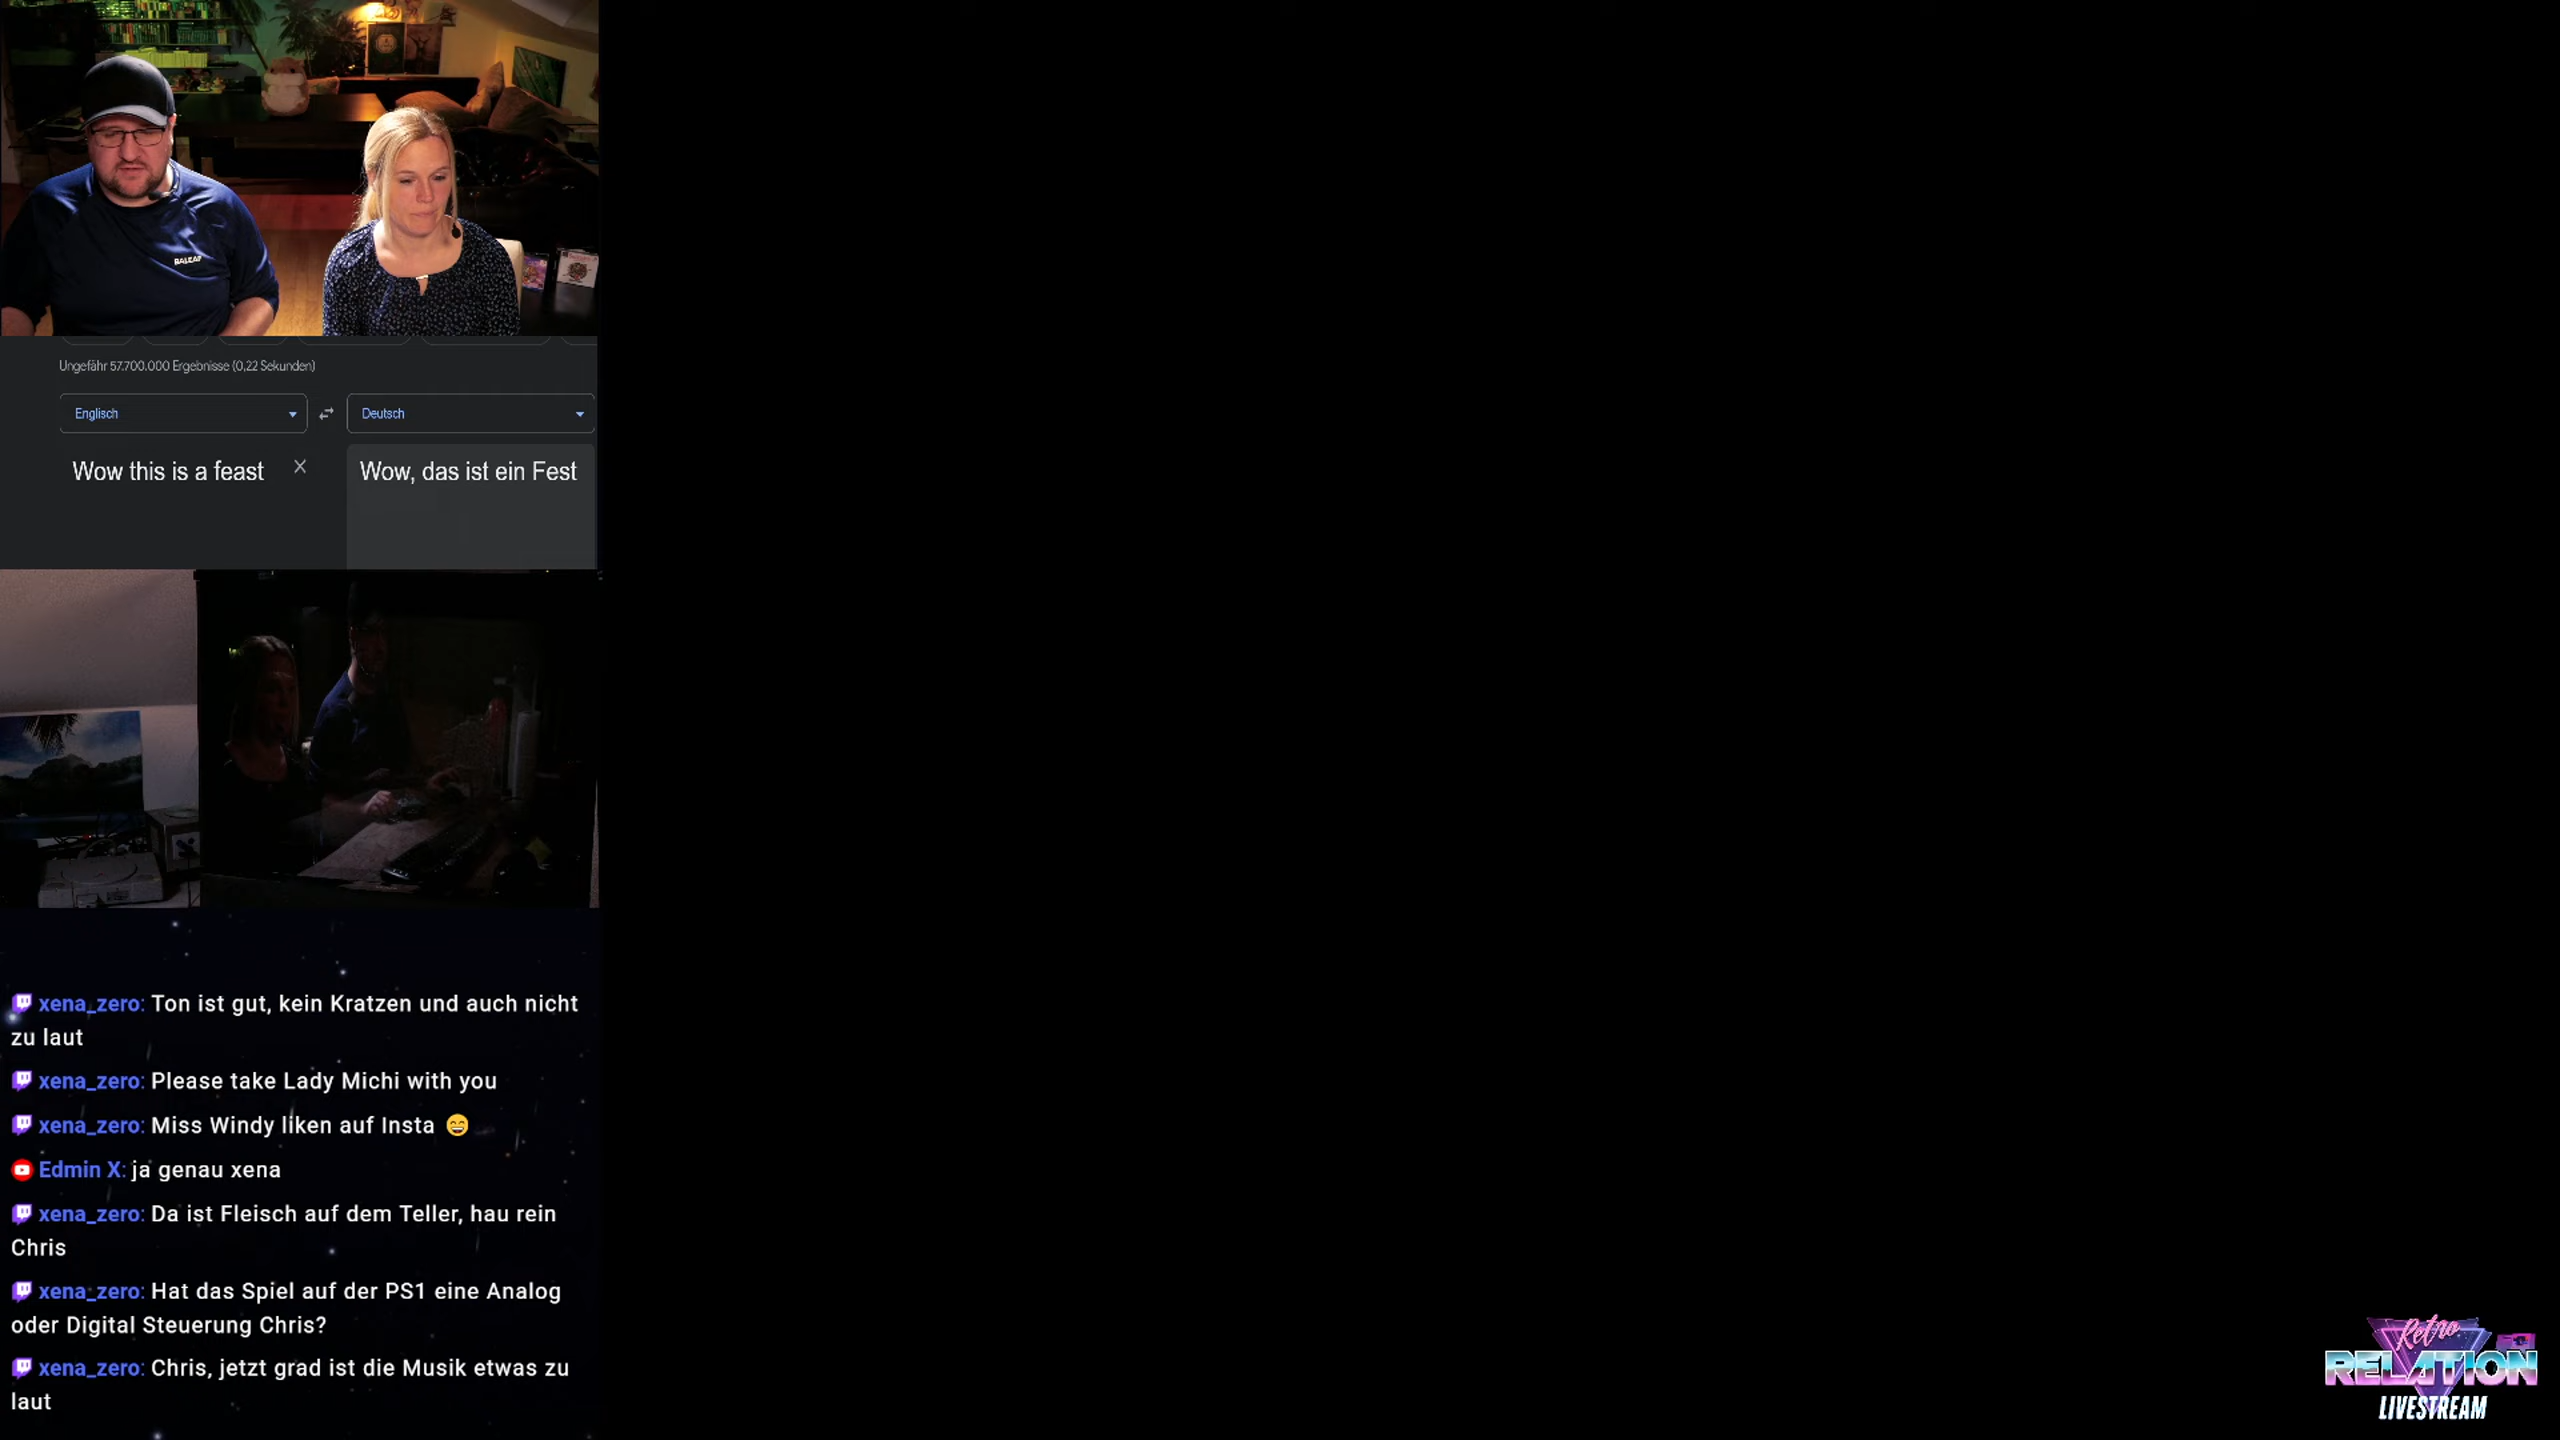 BALEAF
Ungefähr 57.700.000 Ergebnisse (0,22 Sekunden)
Englisch
Deutsch
Wow this is a feast
Wow, das ist ein Fest
xena_zero: Ton ist gut, kein Kratzen und auch nicht
zu laut
xena_zero: Please take Lady Michi with you
xena_zero: Miss Windy liken auf Insta 😄
Edmin X: ja genau xena
xena_zero: Da ist Fleisch auf dem Teller, hau rein
Chris
xena_zero: Hat das Spiel auf der PS1 eine Analog
oder Digital Steuerung Chris?
xena_zero: Chris, jetzt grad ist die Musik etwas zu
laut
Retro
RELATION
LIVESTREAM